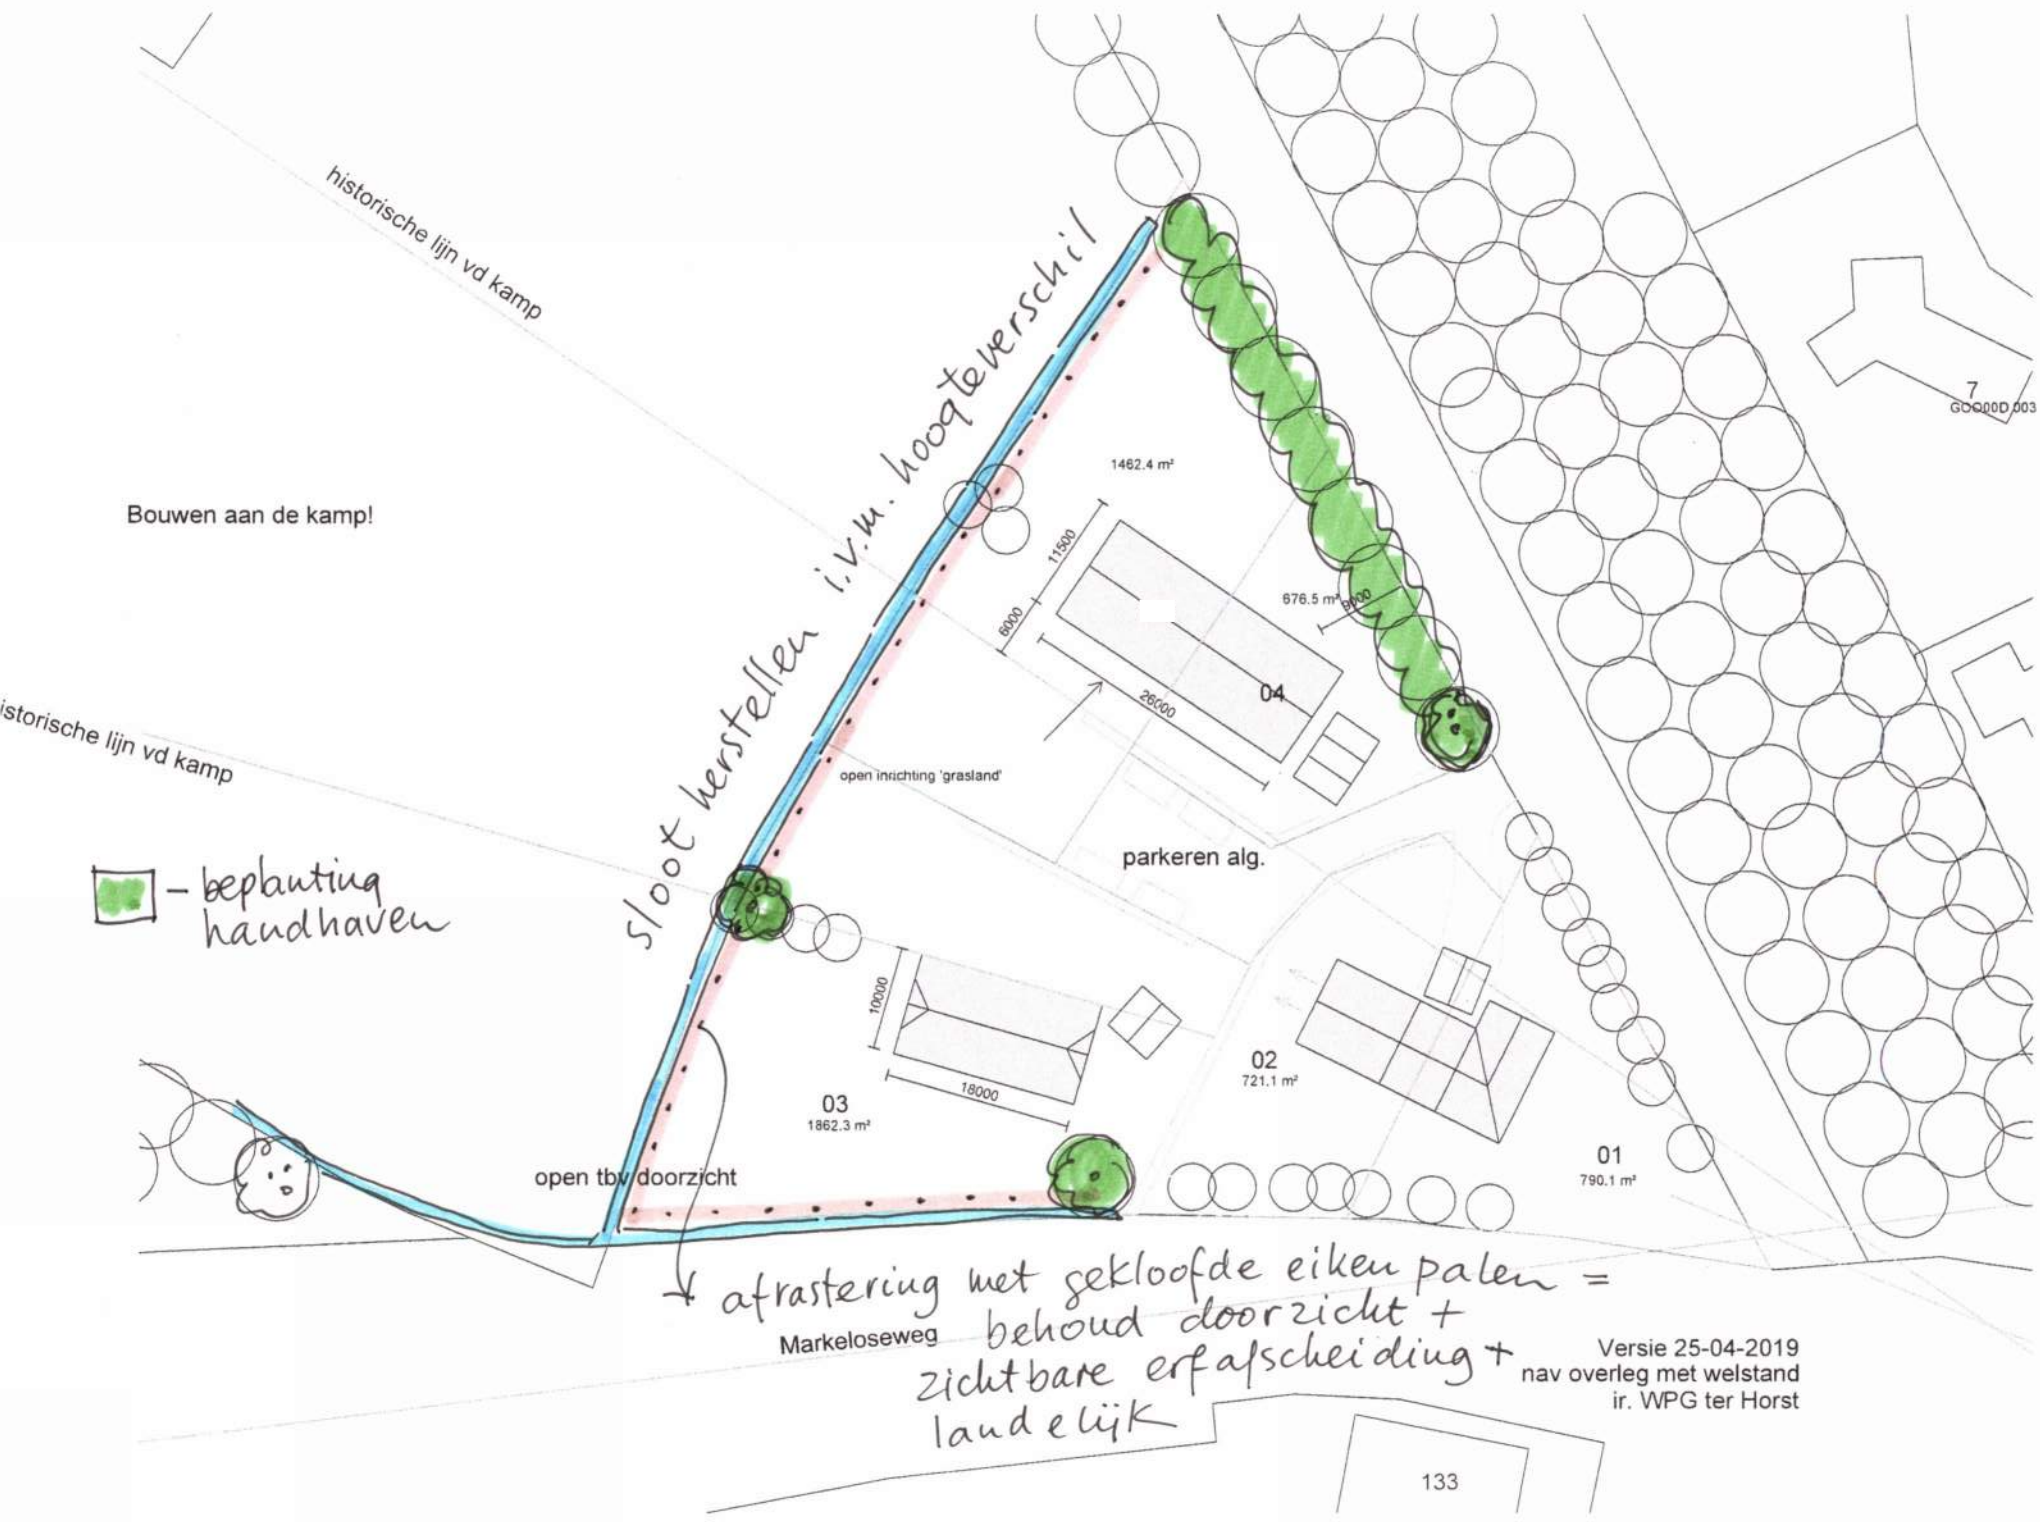 historische lijn vd kamp
sloot herstellen i.v.m. hoogteverschil
7
GOO00D 003
1462.4 m²
Bouwen aan de kamp!
11500
6000
676.5 m²
9000
04
26000
istorische lijn vd kamp
open inrichting 'grasland'
parkeren alg.
- beplanting
handhaven
10000
18000
03
1862.3 m²
02
721.1 m²
01
790.1 m²
open tbv doorzicht
afrastering met gekloofde eiken palen =
behoud doorzicht +
zichtbare erfafscheiding +
landelijk
Markeloseweg
Versie 25-04-2019
nav overleg met welstand
ir. WPG ter Horst
133